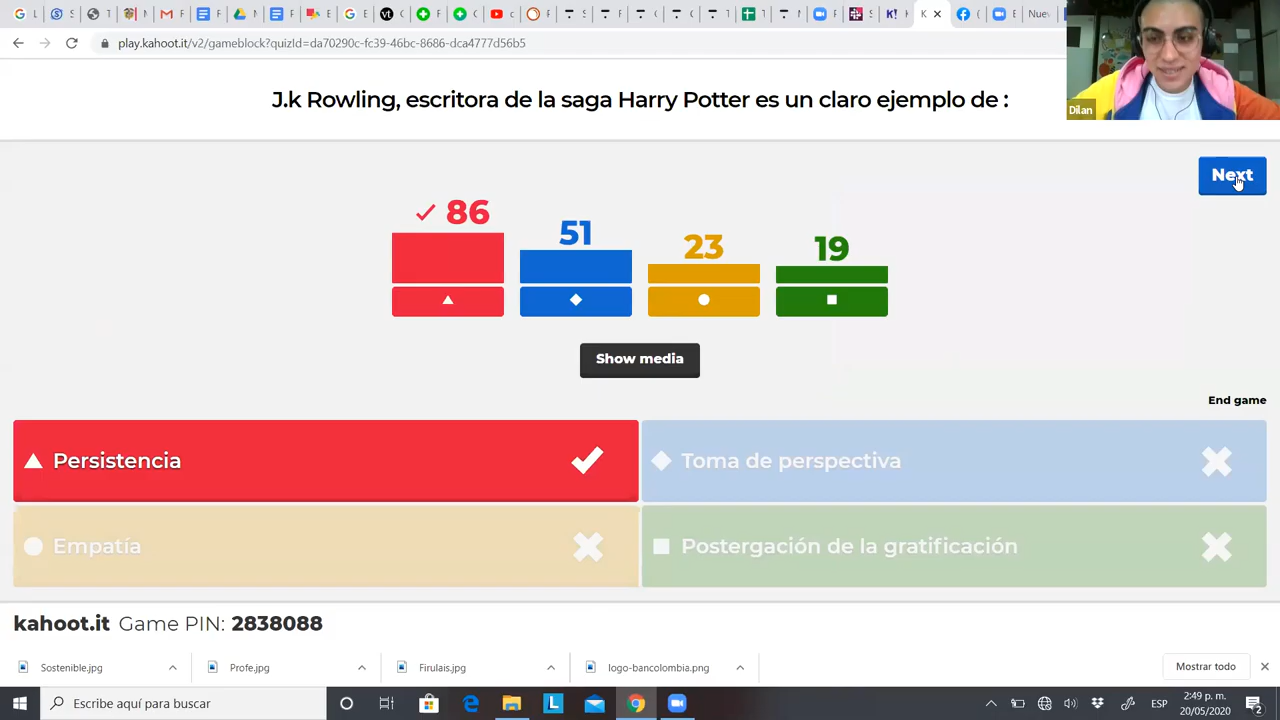 play.kahoot.it/v2/gameblock?quizId=da70290c-fc39-46bc-8686-dca4777d56b5
Dilan
J.k Rowling, escritora de la saga Harry Potter es un claro ejemplo de :
Next
86
51
23
19
Show media
End game
Persistencia
Toma de perspectiva
Empatía
Postergación de la gratificación
kahoot.it Game PIN: 2838088
Sostenible.jpg
Profe.jpg
Firulais.jpg
logo-bancolombia.png
Mostrar todo
Escribe aquí para buscar
ESP
2:49 p. m.
20/05/2020
2